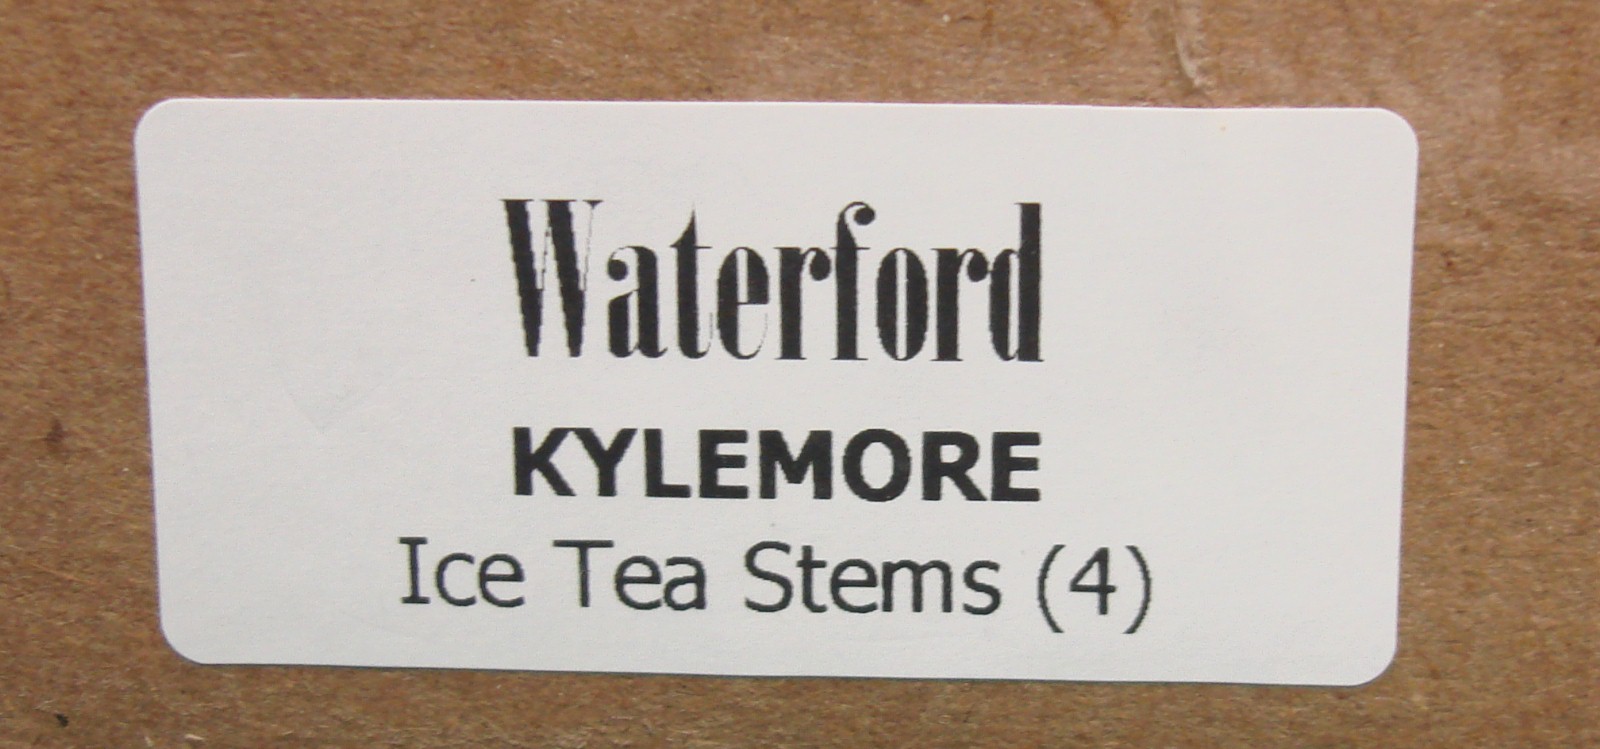 Waterford
KYLEMORE
Ice Tea Stems (4)